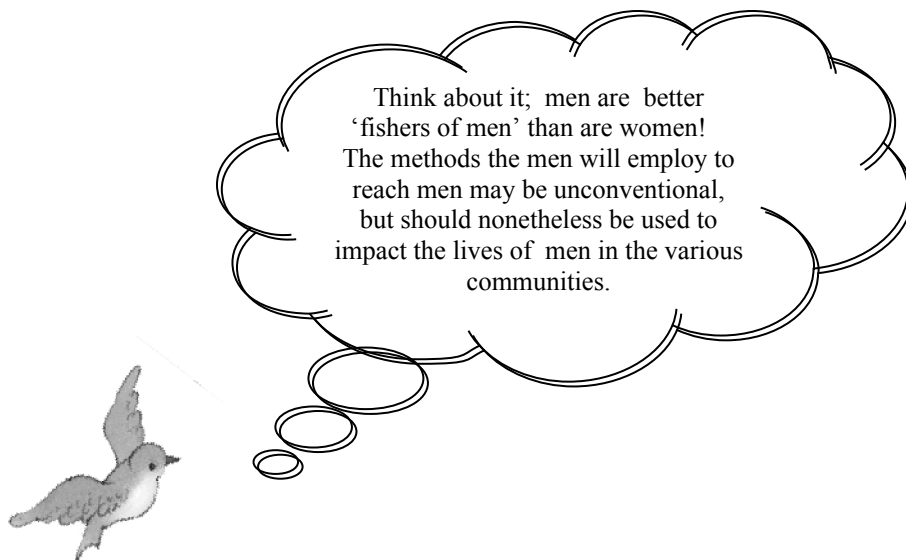 Think about it;  men are  better
‘fishers of men’ than are women!
The methods the men will employ to
reach men may be unconventional,
but should nonetheless be used to
impact the lives of  men in the various
communities.